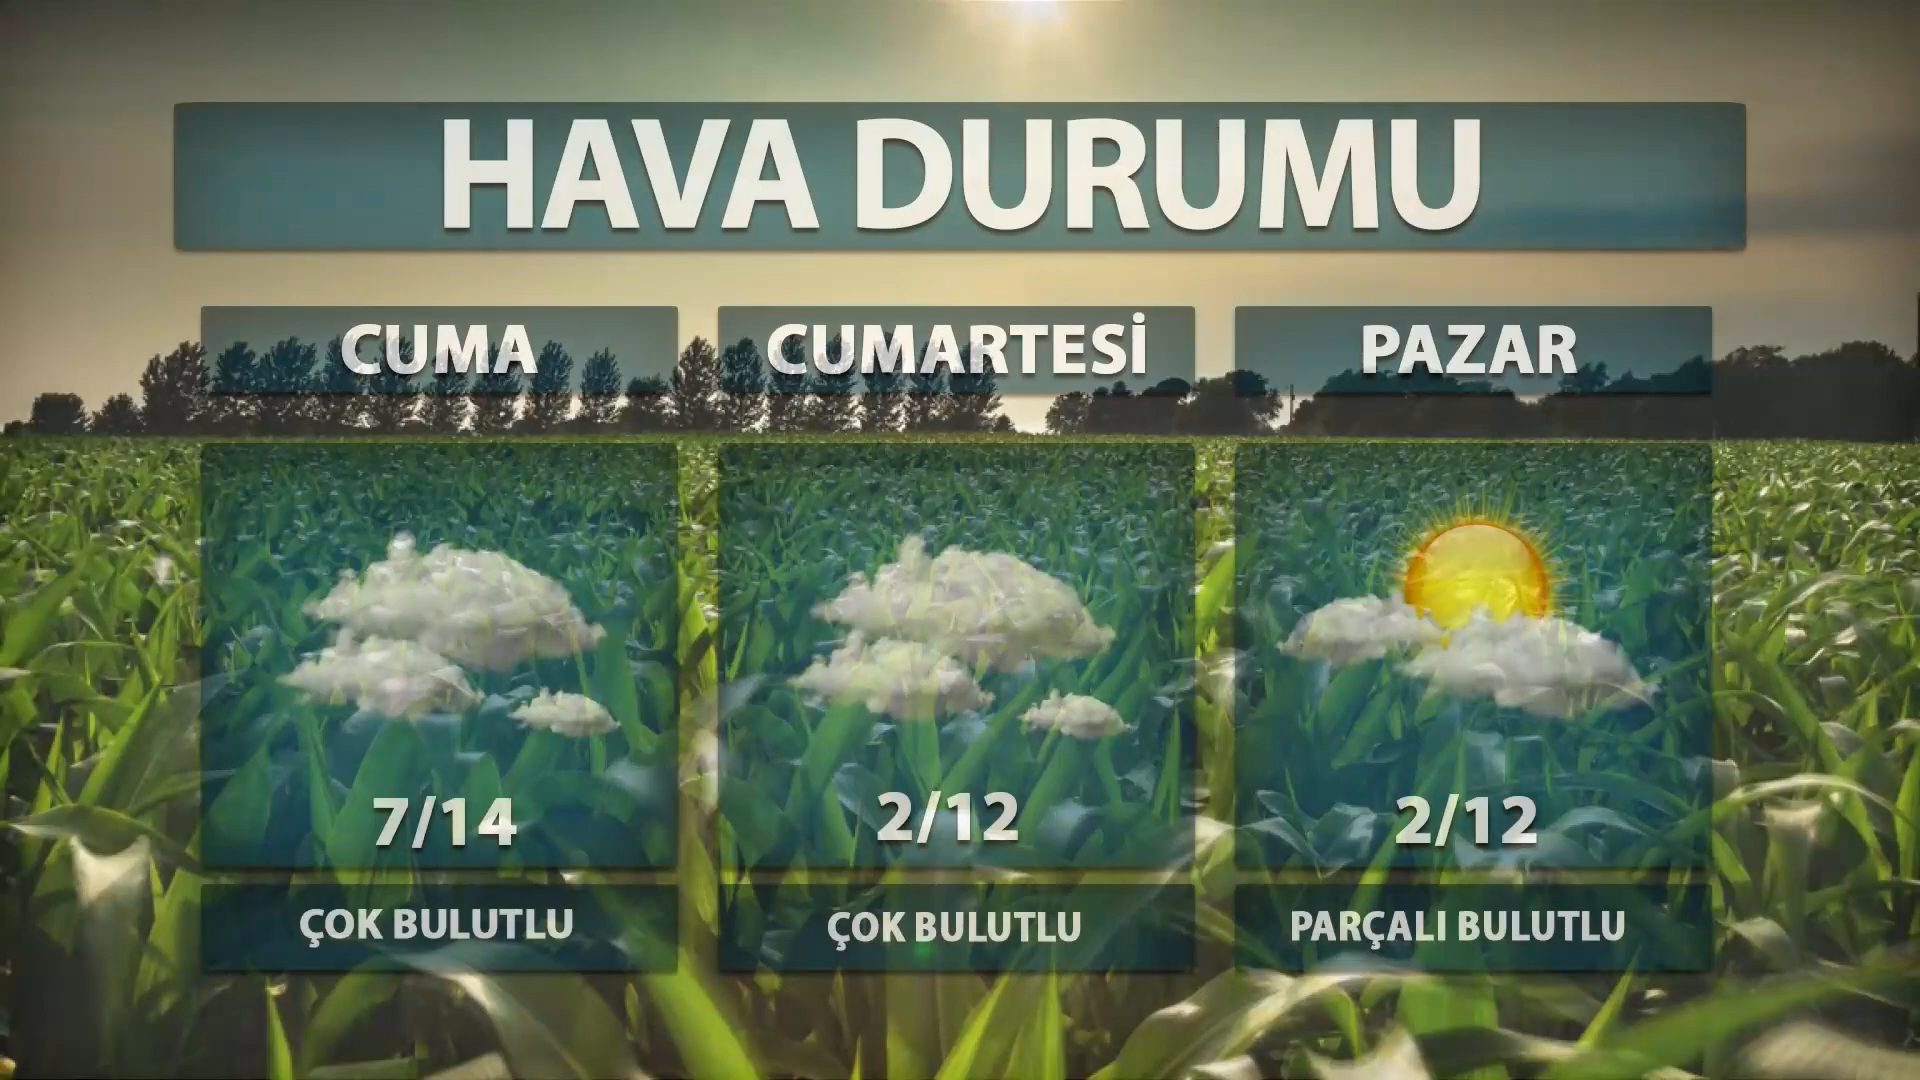 HAVA DURUMU
CUMA
CUMARTESİ
PAZAR
7/14
2/12
2/12
ÇOK BULUTLU
ÇOK BULUTLU
PARÇALI BULUTLU